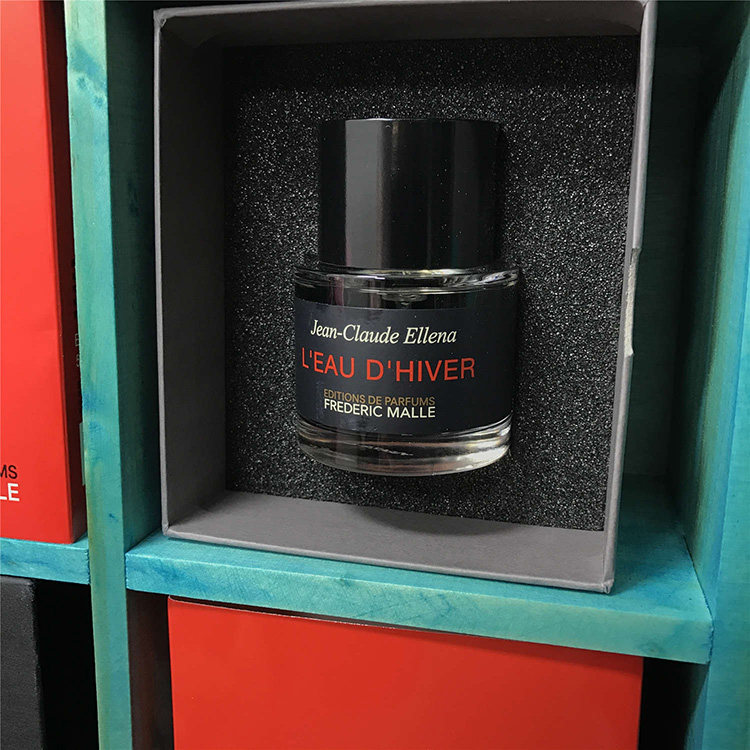 Jean-Claude Ellena
L'EAU D'HIVER
EDITIONS DE PARFUMS
FREDERIC MALLE
MS
LE